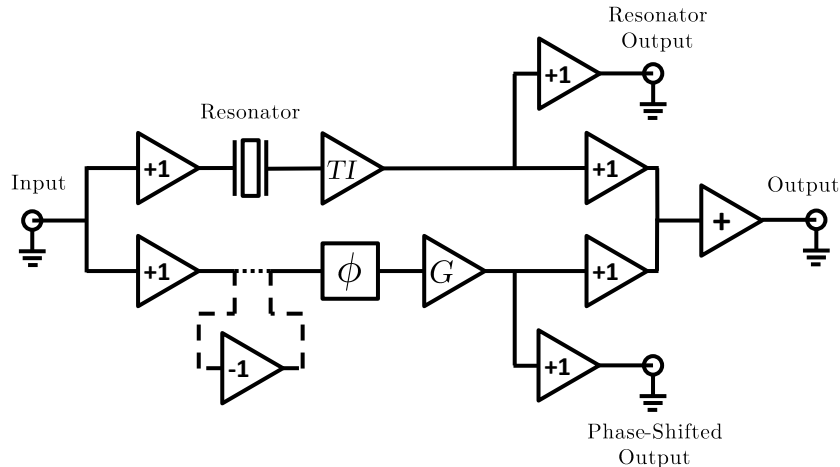 Resonator
Output
+1
Resonator
+1
TI
+1
Input
Output
+
+1
ϕ
G
+1
-1
+1
Phase-Shifted
Output